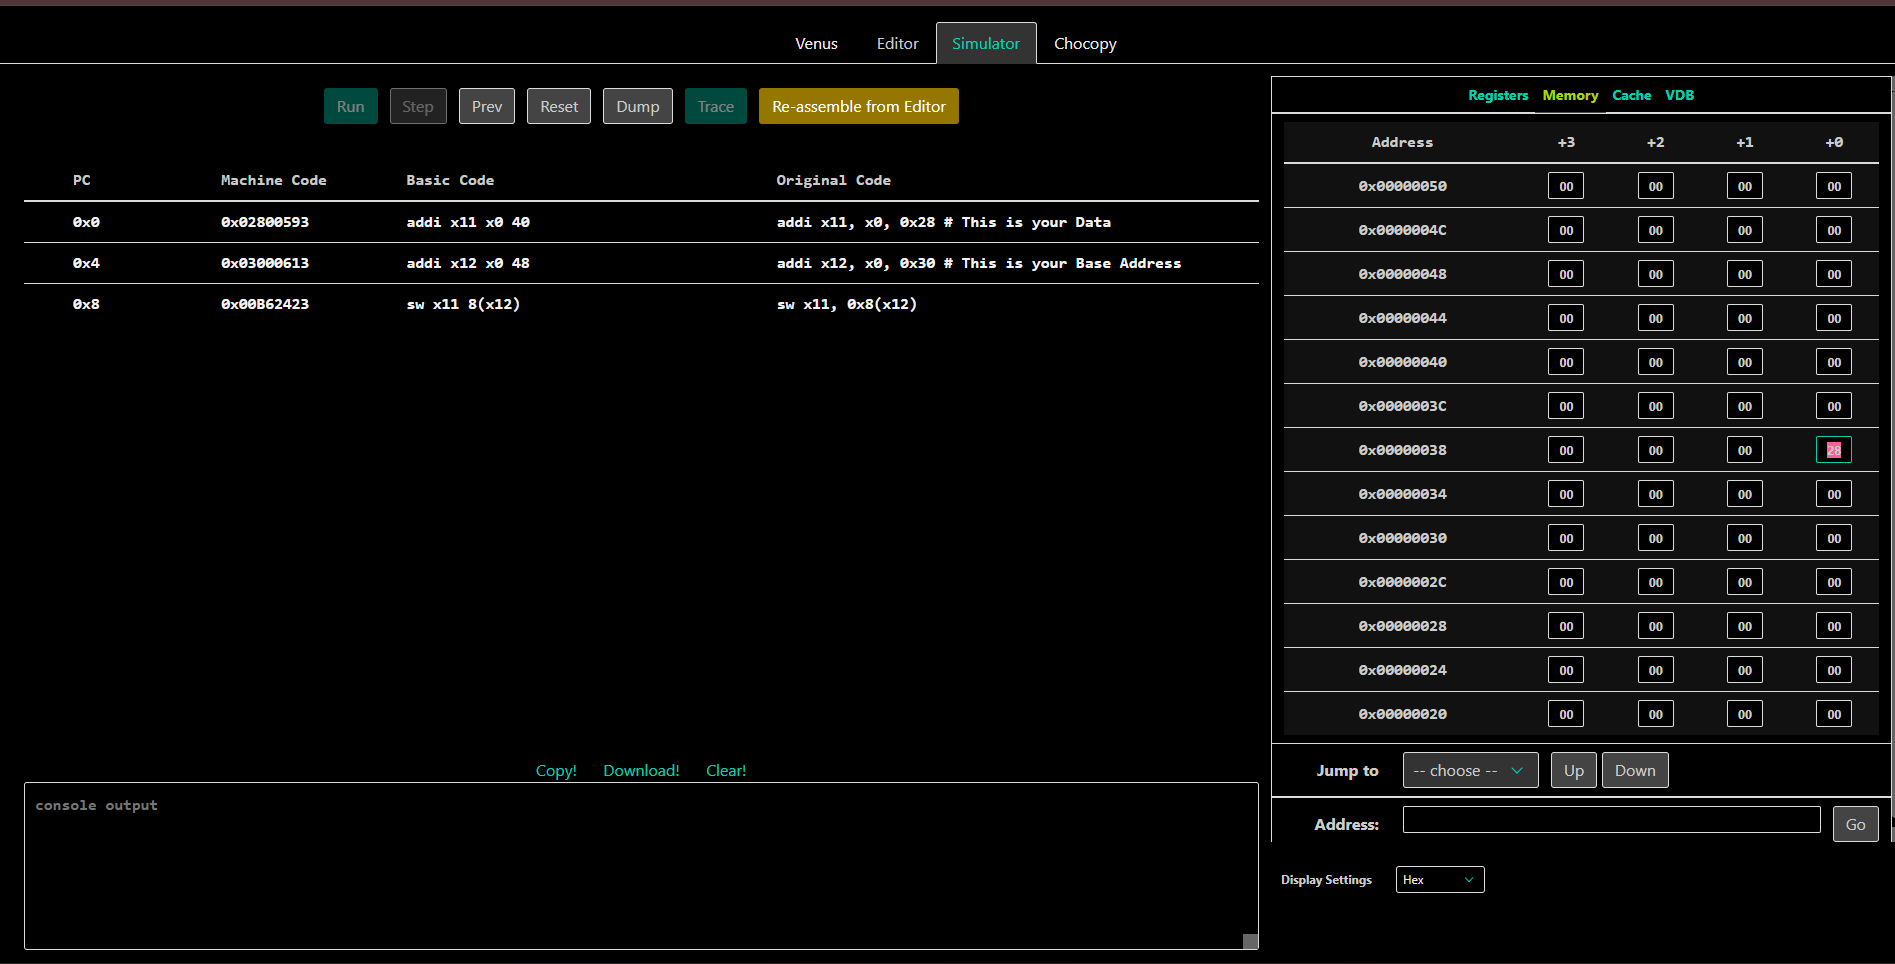 Venus Editor Simulator Chocopy
Run Step Prev Reset Dump Trace Re-assemble from Editor
PC Machine Code Basic Code Original Code
0x0 0x02800593 addi x11 x0 40 addi x11, x0, 0x28 # This is your Data
0x4 0x03000613 addi x12 x0 48 addi x12, x0, 0x30 # This is your Base Address
0x8 0x00B62423 sw x11 8(x12) sw x11, 0x8(x12)
Copy! Download! Clear!
console output
Registers Memory Cache VDB
Address +3 +2 +1 +0
0x00000050 00 00 00 00
0x0000004C 00 00 00 00
0x00000048 00 00 00 00
0x00000044 00 00 00 00
0x00000040 00 00 00 00
0x0000003C 00 00 00 00
0x00000038 00 00 00 28
0x00000034 00 00 00 00
0x00000030 00 00 00 00
0x0000002C 00 00 00 00
0x00000028 00 00 00 00
0x00000024 00 00 00 00
0x00000020 00 00 00 00
Jump to -- choose -- Up Down
Address: Go
Display Settings Hex